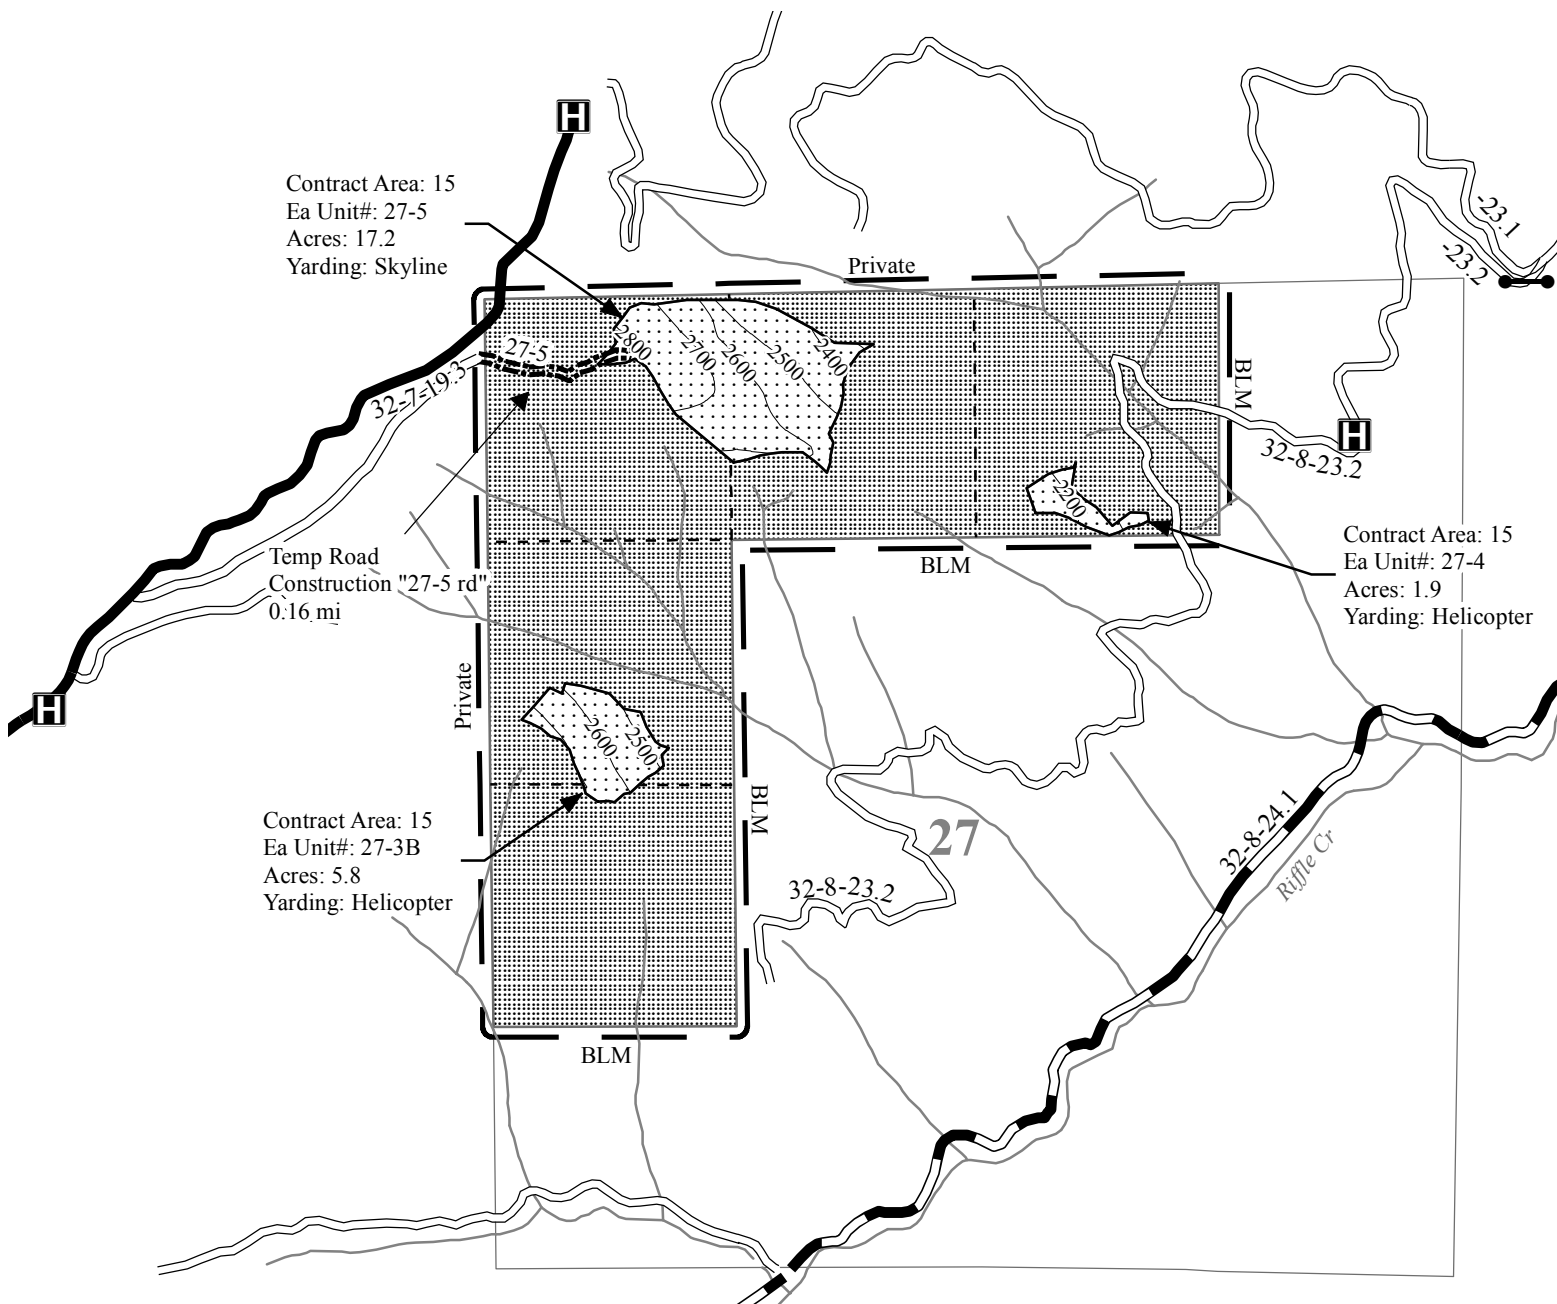 H
Contract Area: 15
Ea Unit#: 27-5
Acres: 17.2
Yarding: Skyline
-23.1
-23.2
Private
27-5
2800
2700
2600
2500
2400
32-7-19.3
BLM
H
32-8-23.2
2200
Contract Area: 15
Ea Unit#: 27-4
Acres: 1.9
Yarding: Helicopter
Temp Road
Construction "27-5 rd"
0.16 mi
BLM
Private
H
2600
2500
BLM
Contract Area: 15
Ea Unit#: 27-3B
Acres: 5.8
Yarding: Helicopter
27
32-8-24.1
Riffle Cr
32-8-23.2
BLM